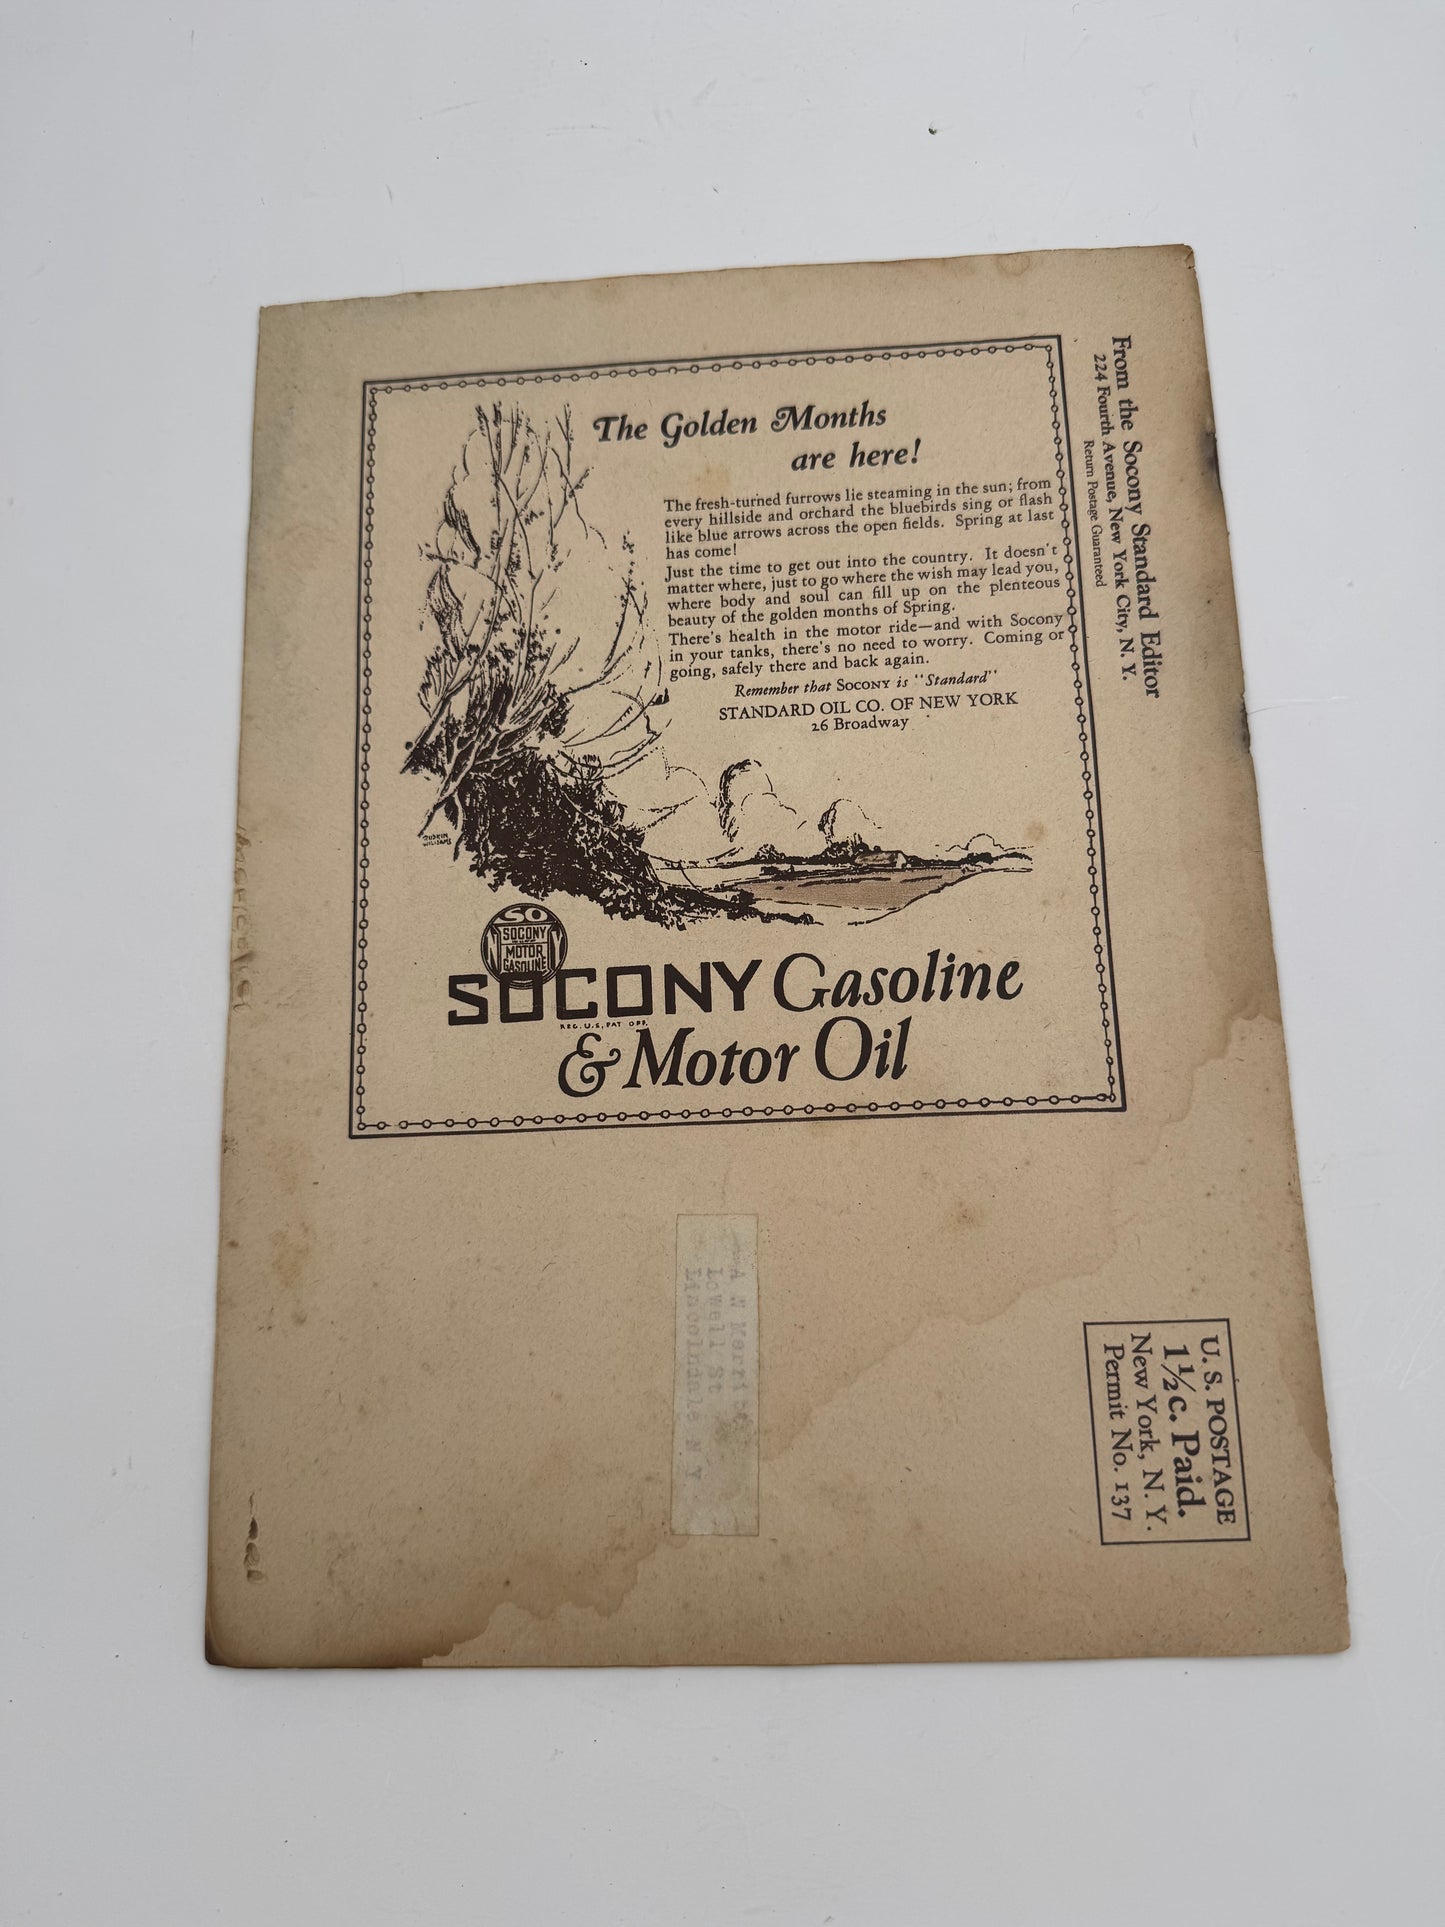 The Golden Months
are here!
The fresh-turned furrows lie steaming in the sun; from
every hillside and orchard the bluebirds sing or flash
like blue arrows across the open fields. Spring at last
has come!
Just the time to get out into the country. It doesn't
matter where, just to go where the wish may lead you,
where body and soul can fill up on the plenteous
beauty of the golden months of Spring.
There's health in the motor ride—and with Socony
in your tanks, there's no need to worry. Coming or
going, safely there and back again.
Remember that SOCONY is "Standard"
STANDARD OIL CO. OF NEW YORK
26 Broadway
SO
N Y
SOCONY
MOTOR
GASOLINE
SOCONY Gasoline
REG. U.S. PAT OFF.
& Motor Oil
From the Socony Standard Editor
224 Fourth Avenue, New York City, N. Y.
Return Postage Guaranteed
A W Merritt
Lowell St
Lincolndale N Y
U. S. POSTAGE
1½c. Paid.
New York, N. Y.
Permit No. 137